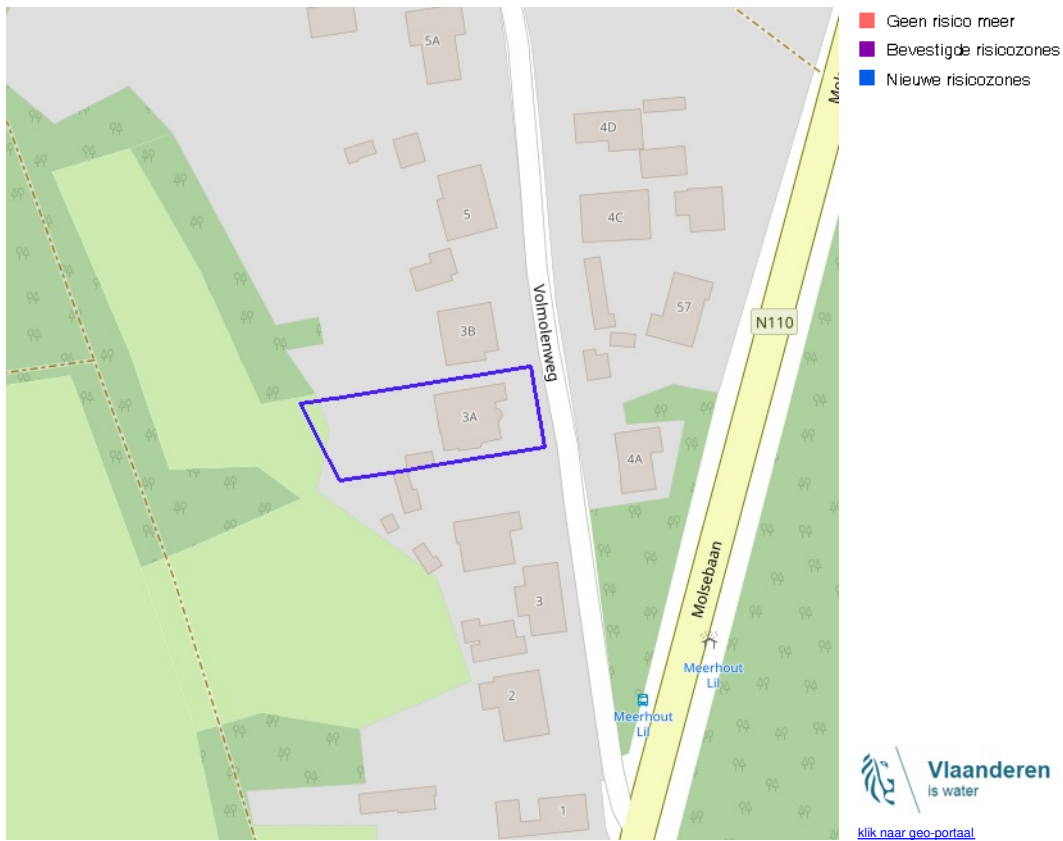 5A
4D
5
4C
Volmolenweg
57
3B
N110
3A
4A
Molsebaan
3
Meerhout
Lil
2
Meerhout
Lil
1
Geen risico meer
Bevestigde risicozones
Nieuwe risicozones
Vlaanderen
is water
klik naar geo-portaal